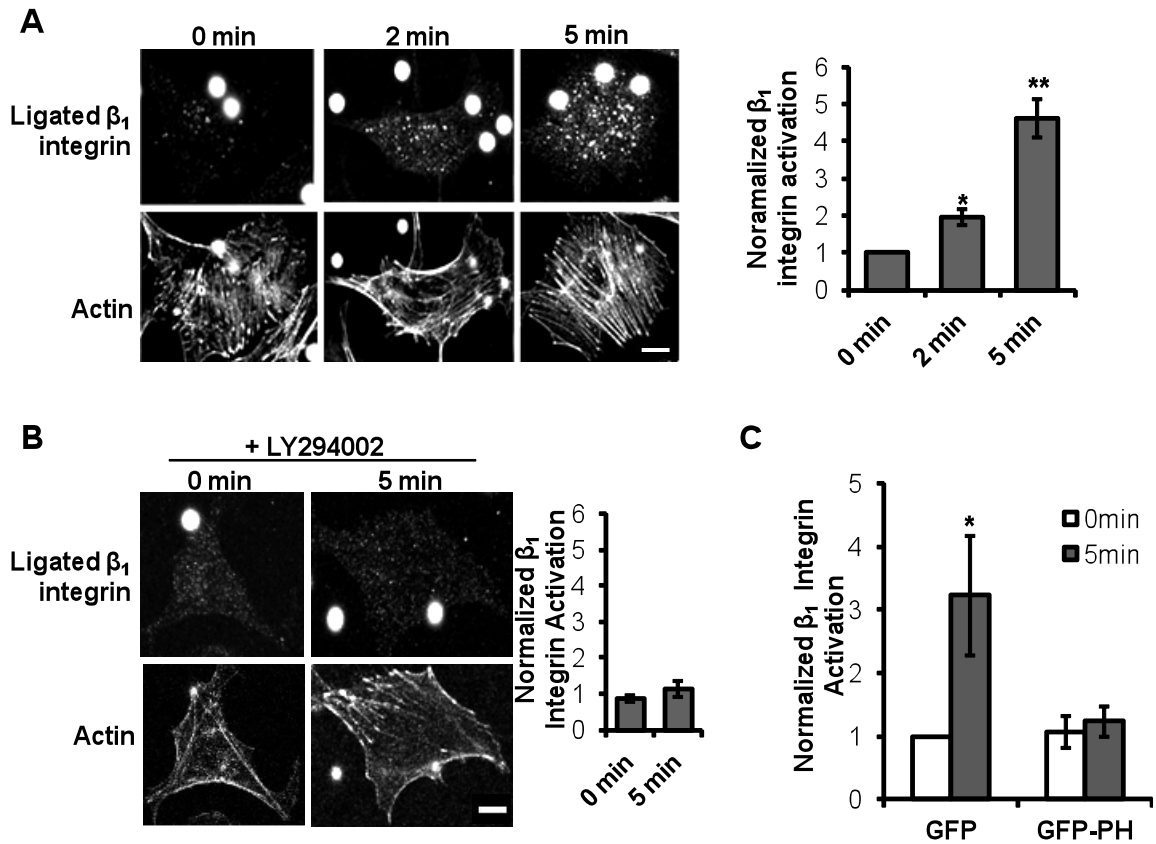 A
0 min
2 min
5 min
Ligated β1
integrin
Actin
Noramalized β1
integrin activation
6
5
4
3
2
1
0
*
**
0 min
2 min
5 min
B
+ LY294002
0 min
5 min
Ligated β1
integrin
Actin
Normalized β1
Integrin Activation
6
5
4
3
2
1
0
0 min
5 min
C
Normalized β1 Integrin
Activation
5
4
3
2
1
0
*
0min
5min
GFP
GFP-PH